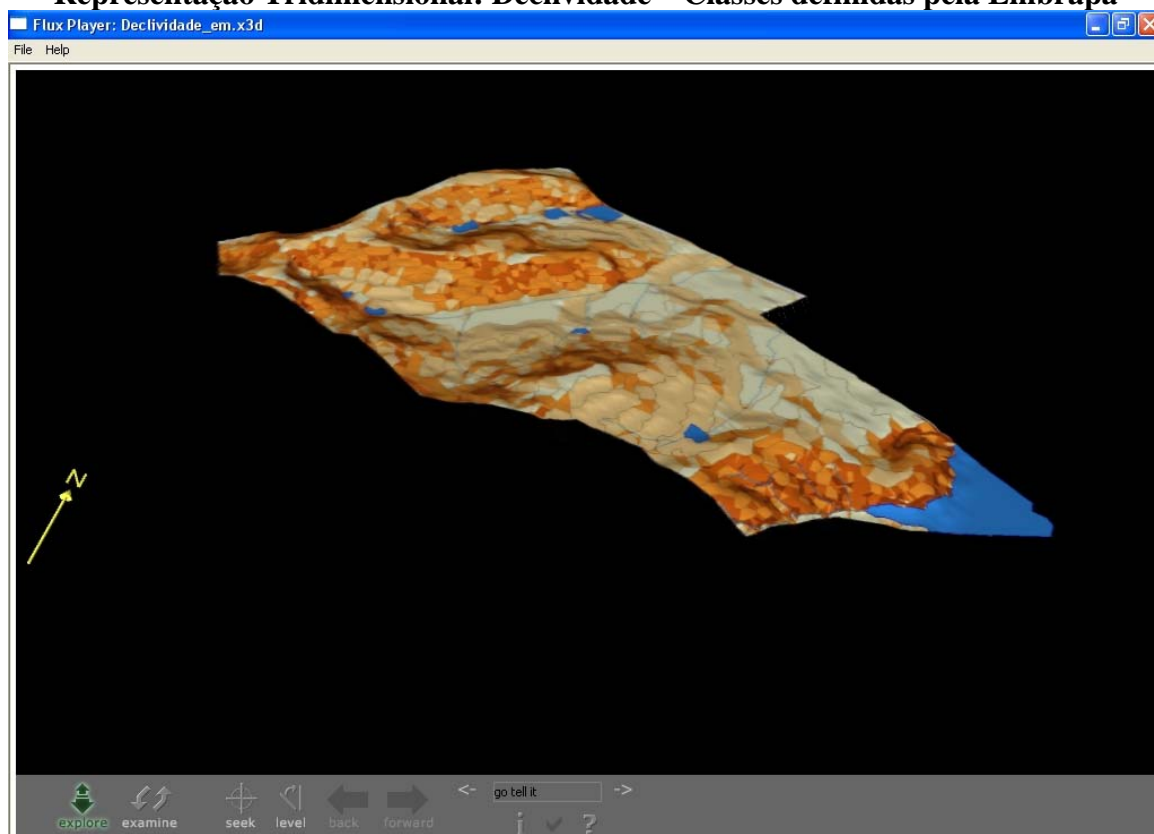 Representação Tridimensional: Declividade – Classes definidas pela Embrapa
Flux Player: Declividade_em.x3d
File Help
N
<- go tell it ->
explore examine seek level back forward
i ?